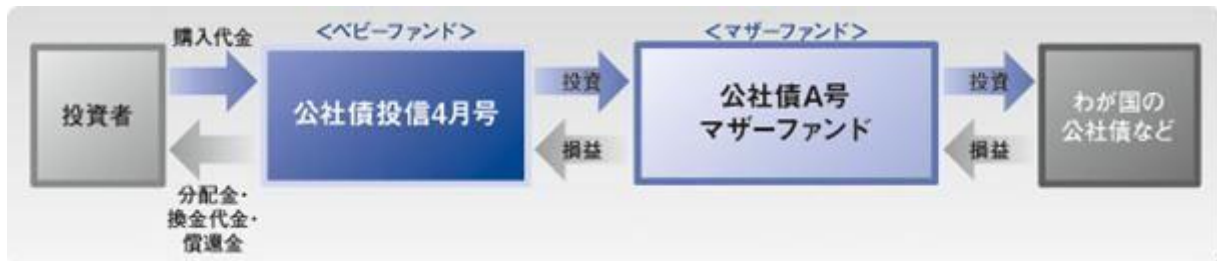 購入代金
<ベビーファンド>
<マザーファンド>
投資者
公社債投信4月号
投資
公社債A号
マザーファンド
投資
わが国の
公社債など
損益
損益
分配金・
換金代金・
償還金